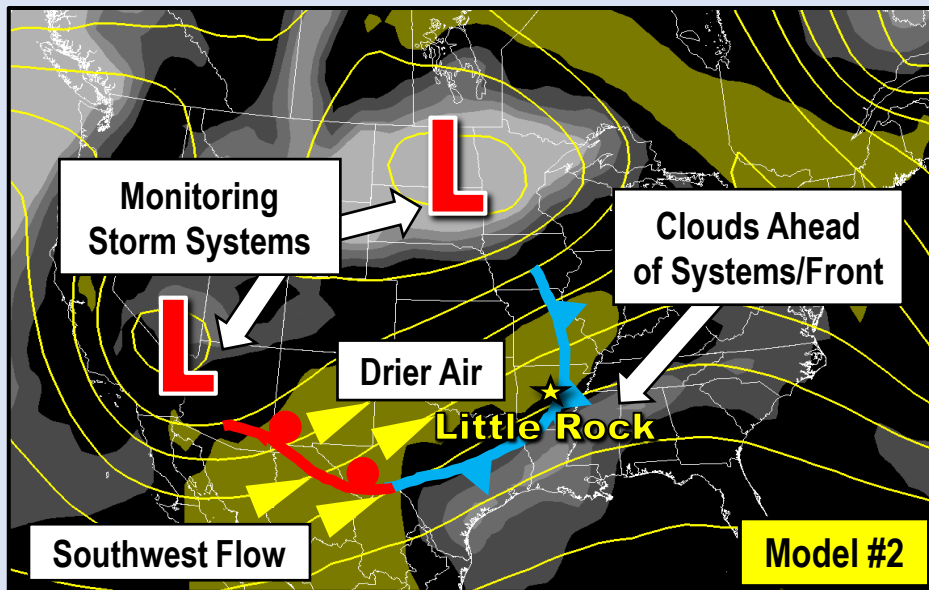 L
Monitoring
Storm Systems
Clouds Ahead
of Systems/Front
L
Drier Air
Little Rock
Southwest Flow
Model #2